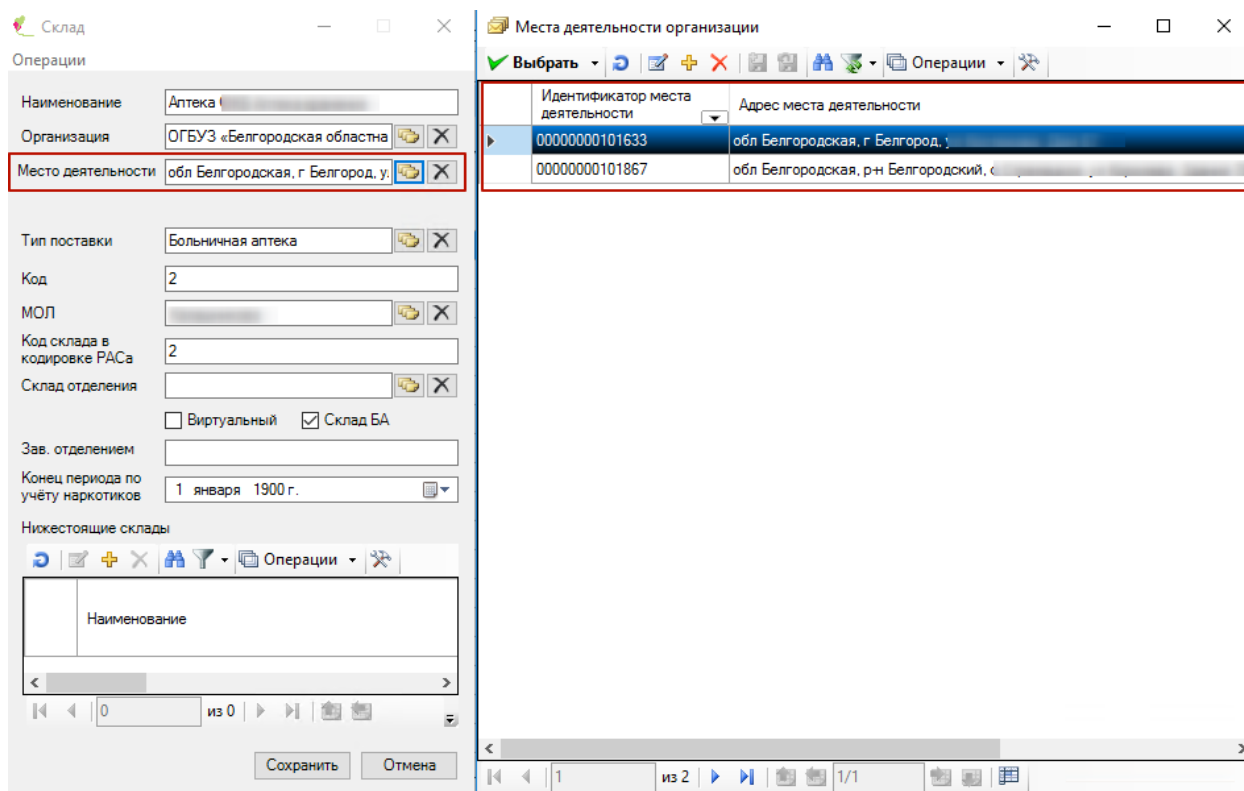 Склад
Операции
Наименование
Аптека
Организация
ОГБУЗ «Белгородская областна
Место деятельности
обл Белгородская, г Белгород, у.
Тип поставки
Больничная аптека
Код
2
МОЛ
Код склада в
кодировке РАСа
2
Склад отделения
Виртуальный
Склад БА
Зав. отделением
Конец периода по
учёту наркотиков
1 января 1900 г.
Нижестоящие склады
Операции
Наименование
0
из 0
Сохранить
Отмена
Места деятельности организации
Выбрать
Операции
Идентификатор места
деятельности
Адрес места деятельности
00000000101633
обл Белгородская, г Белгород,
00000000101867
обл Белгородская, р-н Белгородский,
1
из 2
1/1